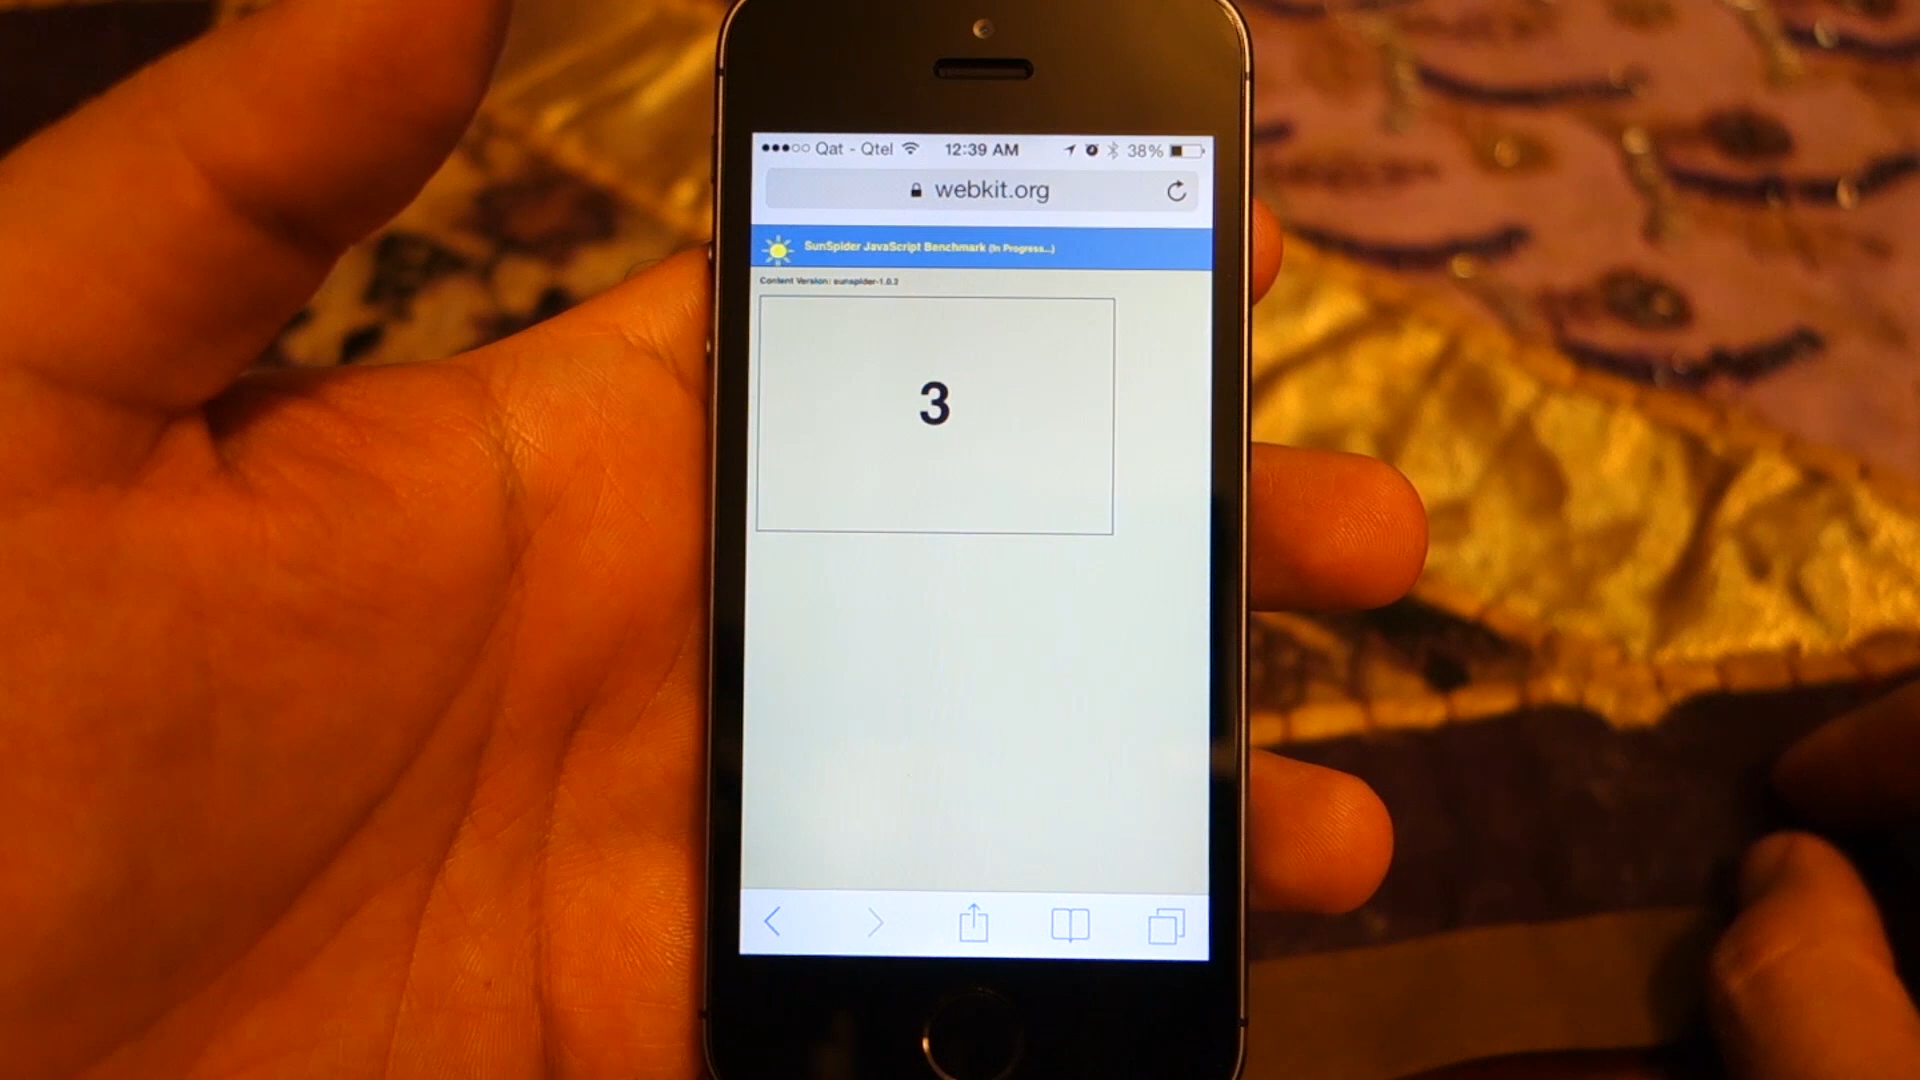 Qat - Qtel 12:39 AM 38%
webkit.org
SunSpider JavaScript Benchmark (In Progress...)
Content Version: sunspider-1.0.2
3